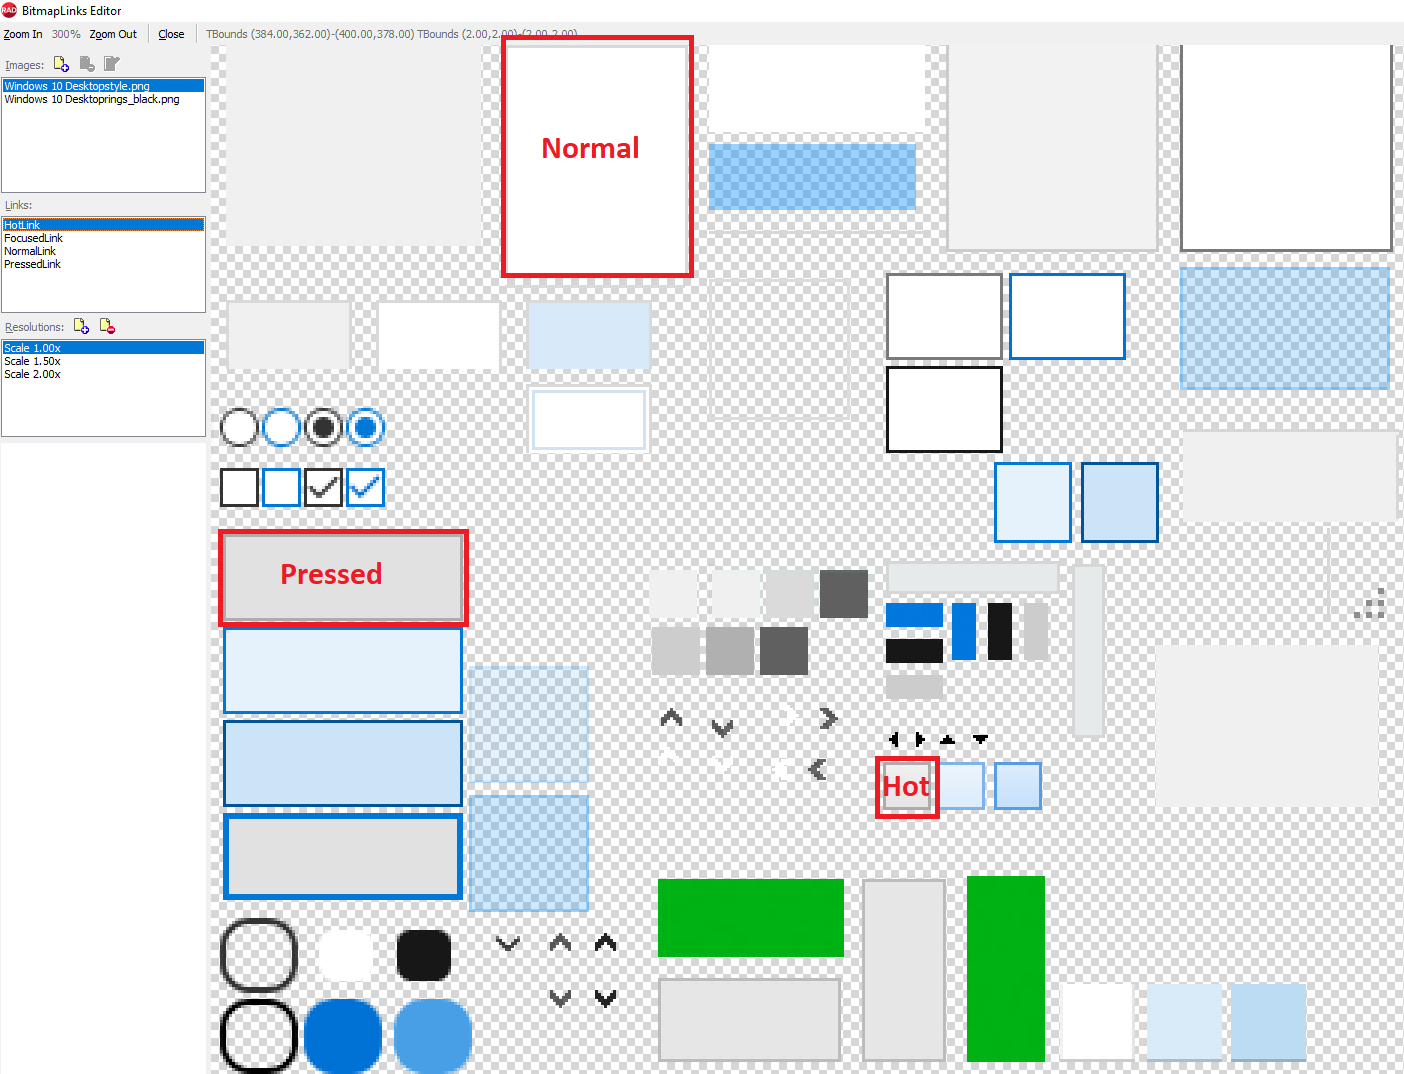 RAD BitmapLinks Editor
Zoom In 300% Zoom Out Close TBounds (384.00,362.00)-(400.00,378.00) TBounds (2.00,2.00)-(2.00,2.00)
Images:
Windows 10 Desktopstyle.png
Windows 10 Desktoprings_black.png
Links:
HotLink
FocusedLink
NormalLink
PressedLink
Resolutions:
Scale 1.00x
Scale 1.50x
Scale 2.00x
Normal
Pressed
Hot